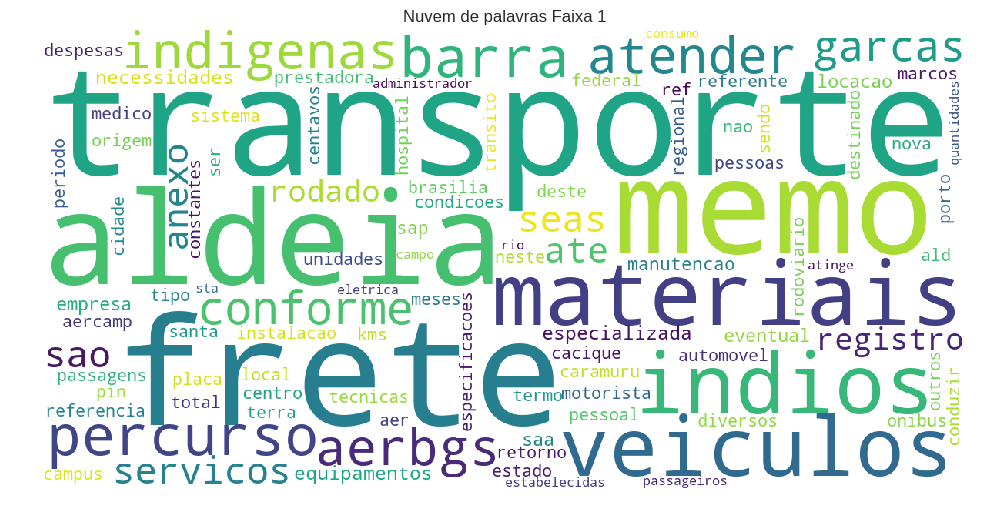 Nuvem de palavras Faixa 1
despesas
indigenas
barra
atender
consumo
garcas
necessidades
prestadora
administrador
federal
ref
referente
locacao
marcos
transporte
medico
sistema
centavos
hospital
transito
regional
nao
sendo
destinado
nova
quantidades
origem
ser
pessoas
periodo
anexo
constantes
rodado
brasilia
condicoes
deste
memo
porto
cidade
aldeia
sap
seas
ate
rio
neste
campo
unidades
manutencao
rodoviario
atinge
ald
tipo
sta
eletrica
meses
materiais
empresa
conforme
especificacoes
aercamp
frete
santa
instalacao
kms
especializada
eventual
registro
sao
cacique
automovel
passagens
placa
local
caramuru
indios
outros
conduzir
pin
total
centro
tecnicas
termo
motorista
referencia
terra
aer
pessoal
diversos
onibus
percurso
aerbgs
saa
retorno
veiculos
campus
servicos
equipamentos
estado
estabelecidas
passageiros